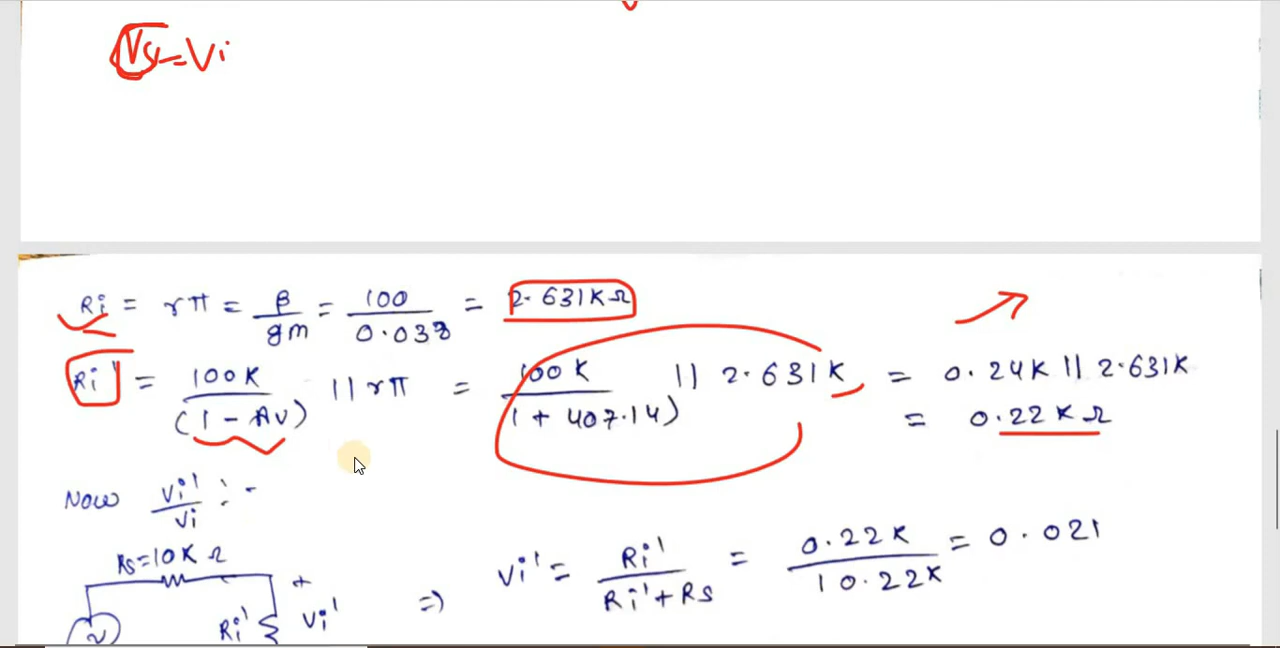 Vs = Vi
Ri = rπ = β/gm = 100/0.038 = 2.631KΩ
Ri' = 100K/(1 - AV) || rπ = 100K/(1 + 407.14) || 2.631K = 0.24K || 2.631K
= 0.22KΩ
Now Vi'/Vi :-
Rs=10KΩ
Vi' = Ri'/(Ri'+Rs) = 0.22K/10.22K = 0.021
+
Ri' Vi' =)